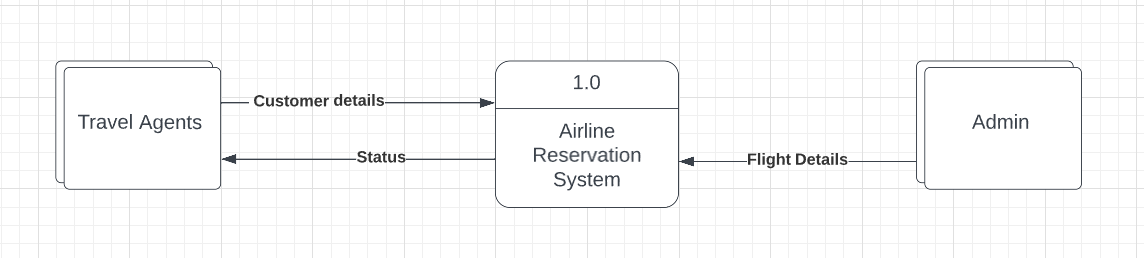 1.0
Customer details
Travel Agents
Airline
Reservation
System
Status
Flight Details
Admin